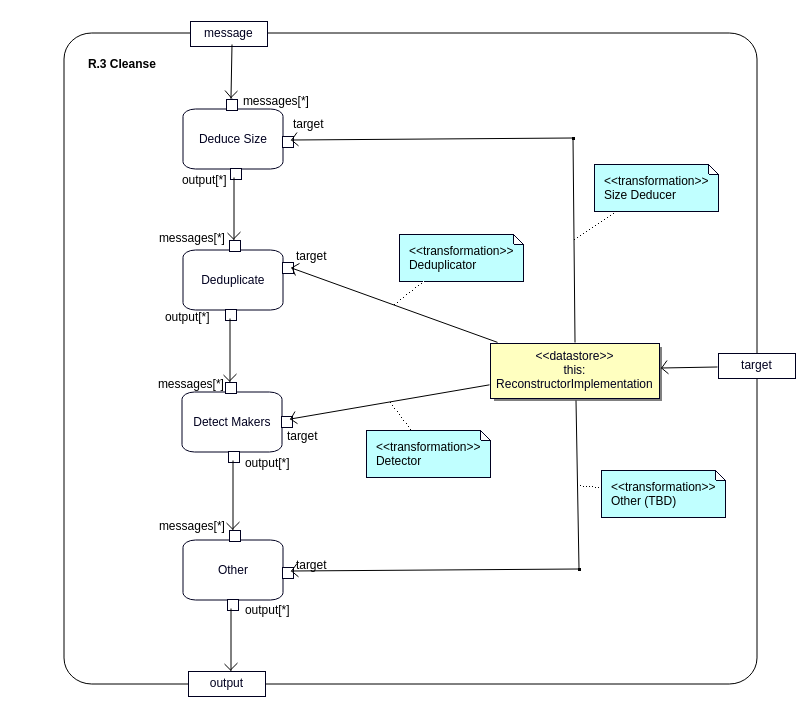 message
R.3 Cleanse
messages[*]
target
Deduce Size
output[*]
<<transformation>>
Size Deducer
messages[*]
target
Deduplicate
<<transformation>>
Deduplicator
output[*]
<<datastore>>
this:
ReconstructorImplementation
target
messages[*]
Detect Makers
target
output[*]
<<transformation>>
Detector
<<transformation>>
Other (TBD)
messages[*]
target
Other
output[*]
output